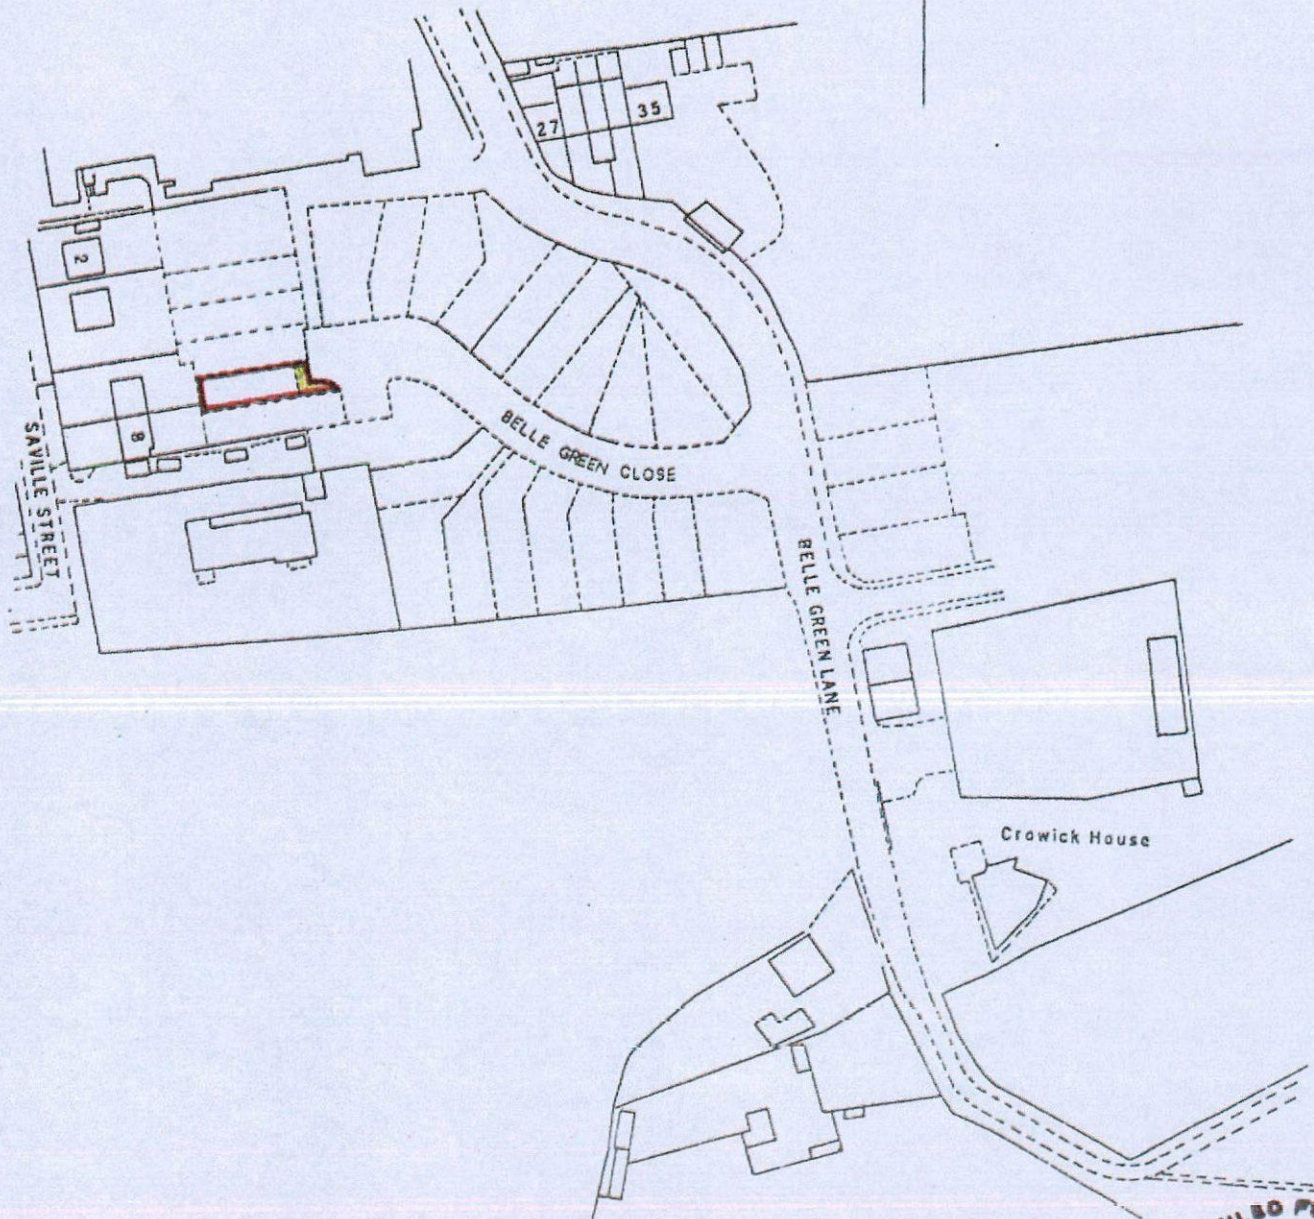 27
35
2
8
SAVILLE STREET
BELLE GREEN CLOSE
BELLE GREEN LANE
Crowick House